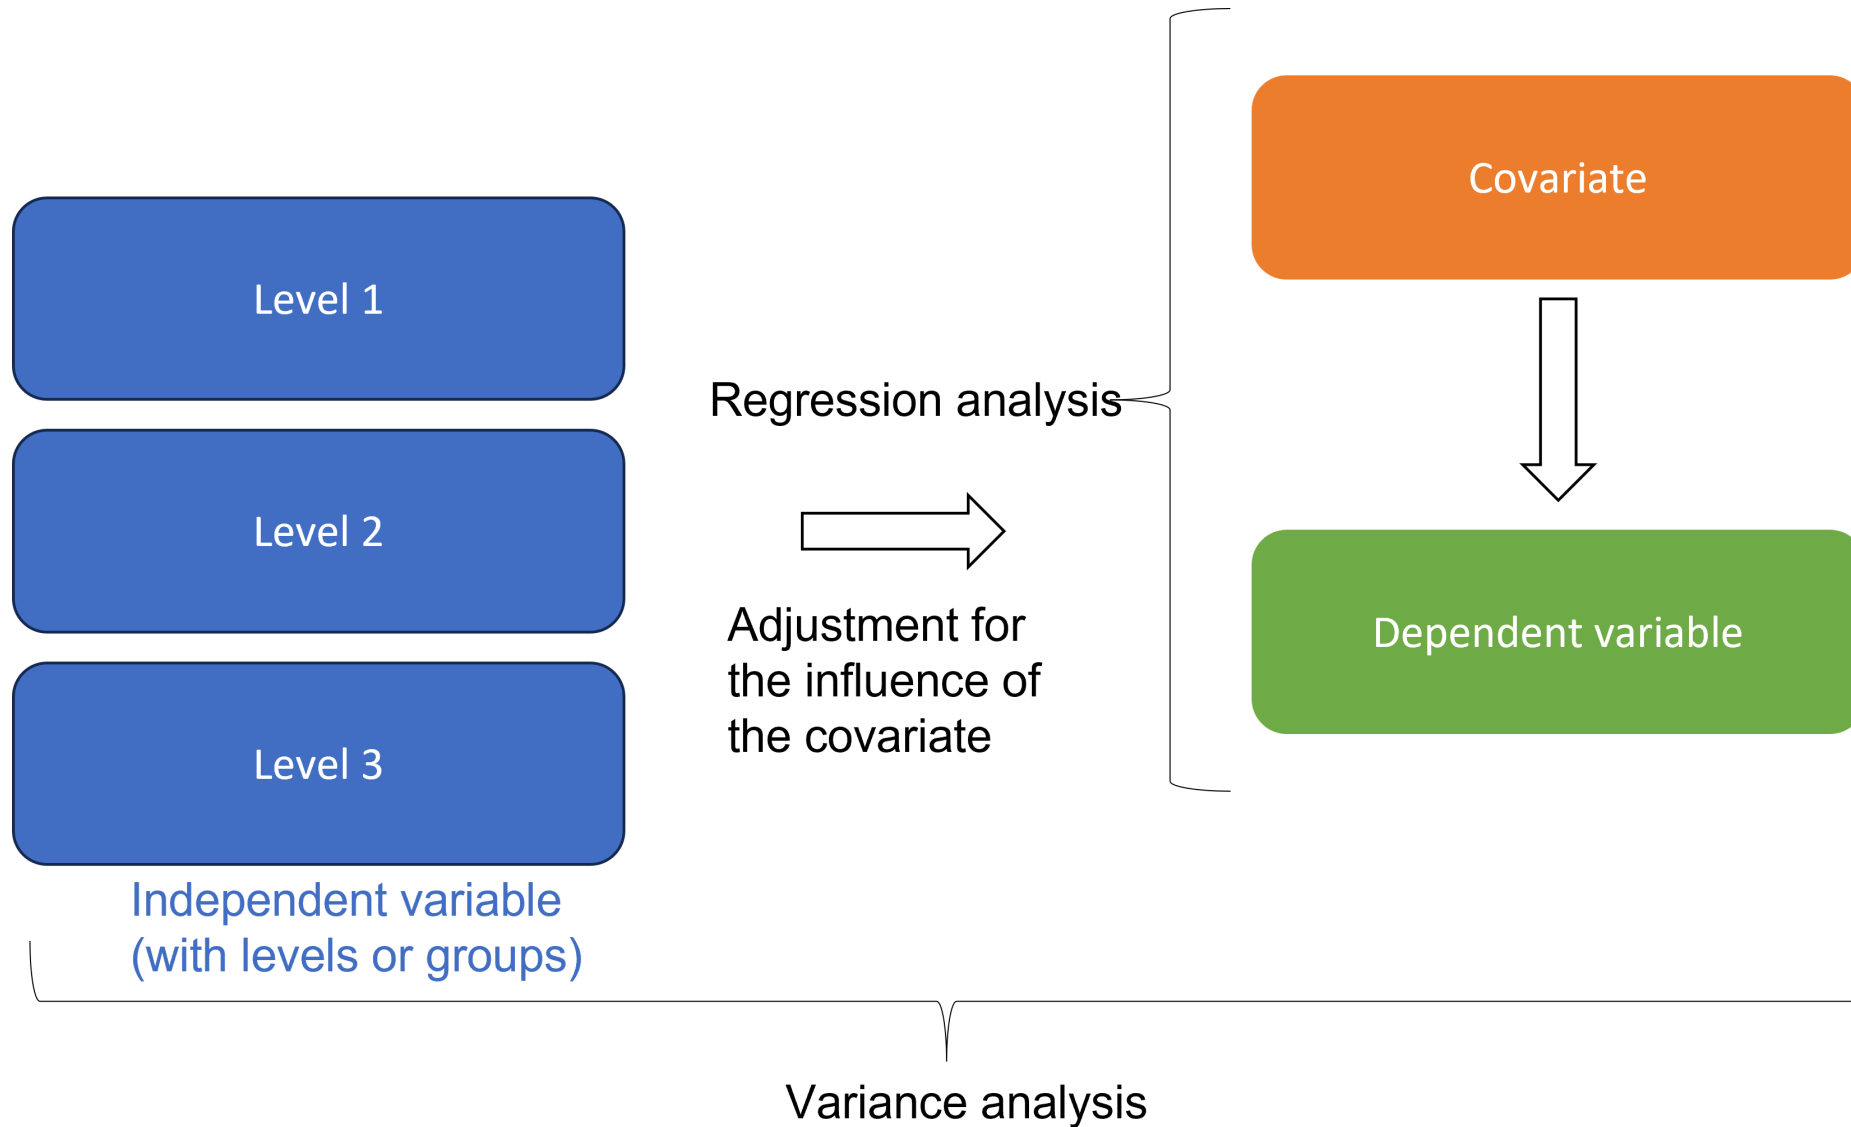 Level 1
Level 2
Level 3
Independent variable
(with levels or groups)
Regression analysis
Adjustment for
the influence of
the covariate
Covariate
Dependent variable
Variance analysis